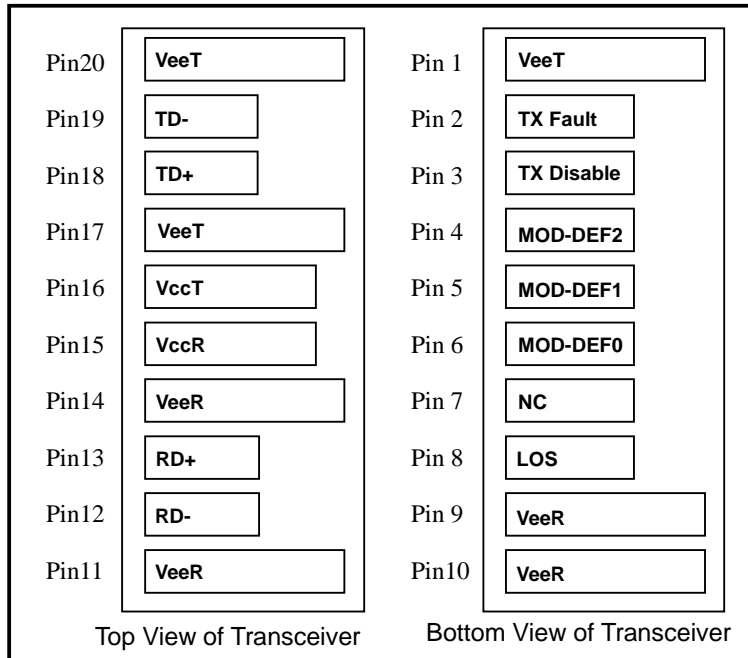 Pin20 VeeT
Pin19 TD-
Pin18 TD+
Pin17 VeeT
Pin16 VccT
Pin15 VccR
Pin14 VeeR
Pin13 RD+
Pin12 RD-
Pin11 VeeR
Top View of Transceiver
Pin 1 VeeT
Pin 2 TX Fault
Pin 3 TX Disable
Pin 4 MOD-DEF2
Pin 5 MOD-DEF1
Pin 6 MOD-DEF0
Pin 7 NC
Pin 8 LOS
Pin 9 VeeR
Pin10 VeeR
Bottom View of Transceiver